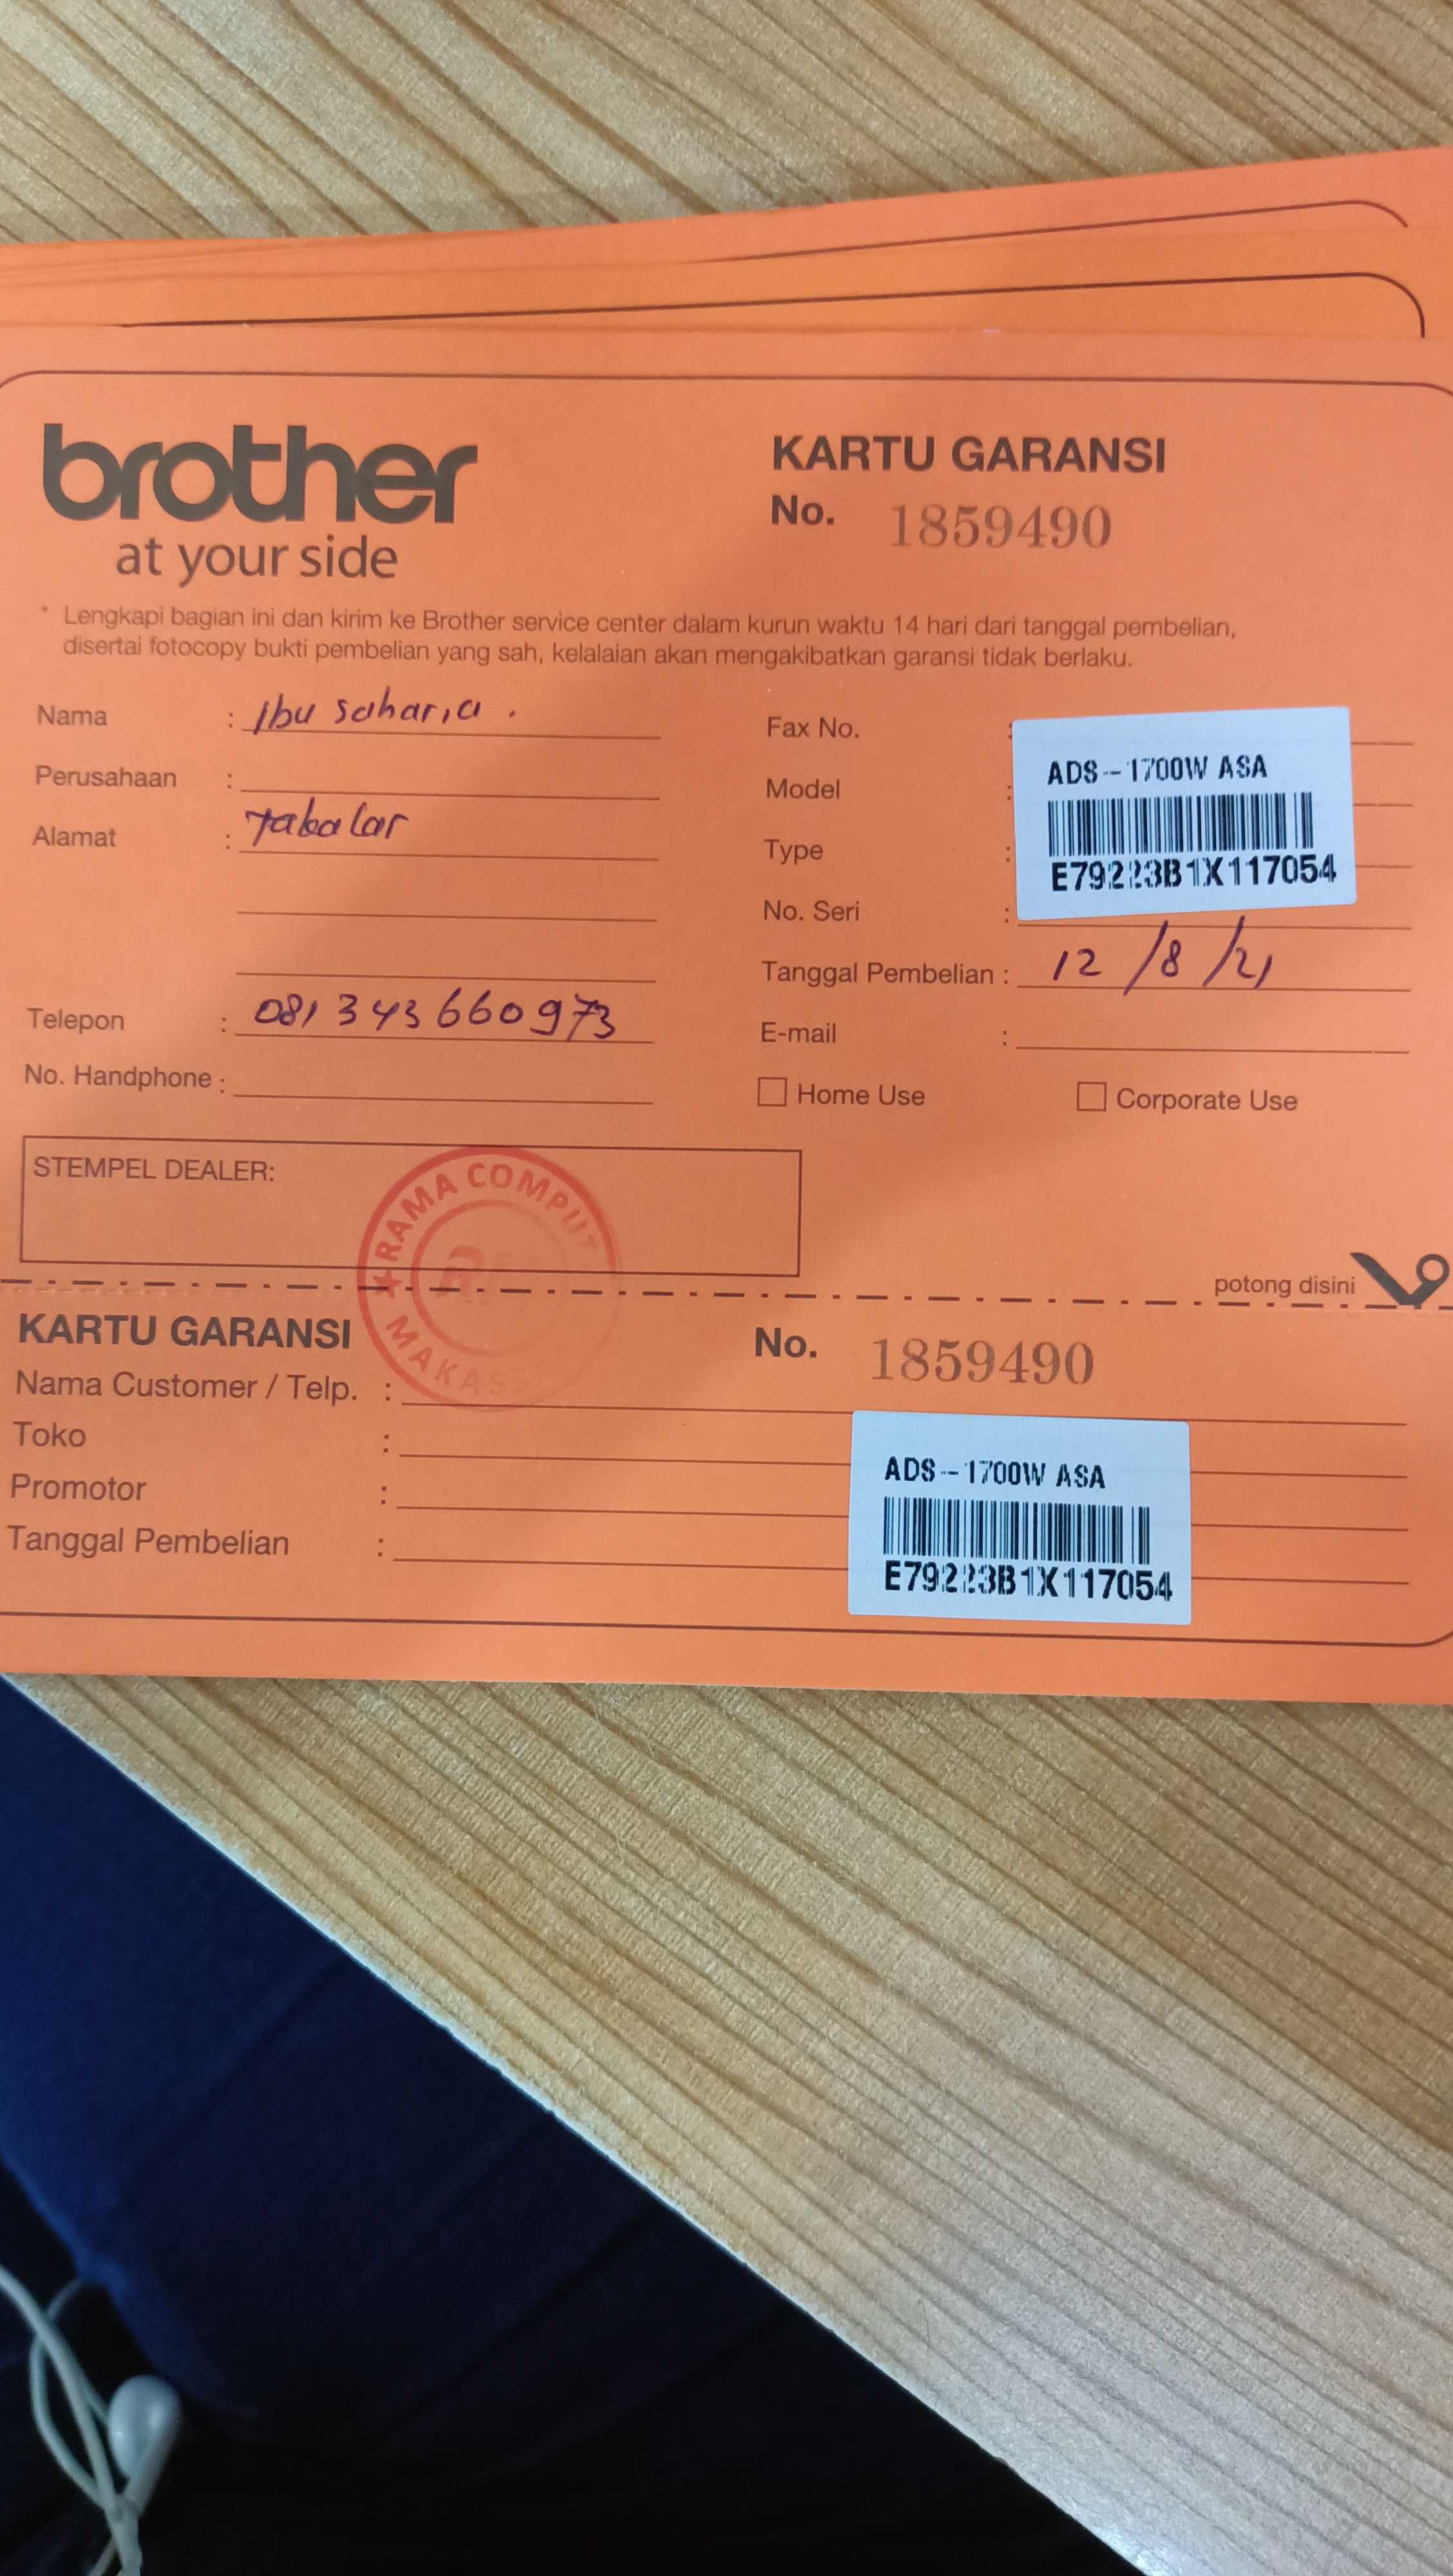 brother
at your side
KARTU GARANSI
No. 1859490
* Lengkapi bagian ini dan kirim ke Brother service center dalam kurun waktu 14 hari dari tanggal pembelian,
disertai fotocopy bukti pembelian yang sah, kelalaian akan mengakibatkan garansi tidak berlaku.
Nama : Ibu saharia .
Perusahaan :
Alamat : Takalar
Telepon : 081343660973
No. Handphone :
Fax No. :
Model :
Type :
No. Seri :
ADS-1700W ASA
E79223B1X117054
Tanggal Pembelian : 12/8/21
E-mail :
Home Use Corporate Use
STEMPEL DEALER:
RAMA COMPUT
MAKASS
potong disini
KARTU GARANSI
No. 1859490
Nama Customer / Telp. :
Toko :
Promotor :
Tanggal Pembelian :
ADS-1700W ASA
E79223B1X117054